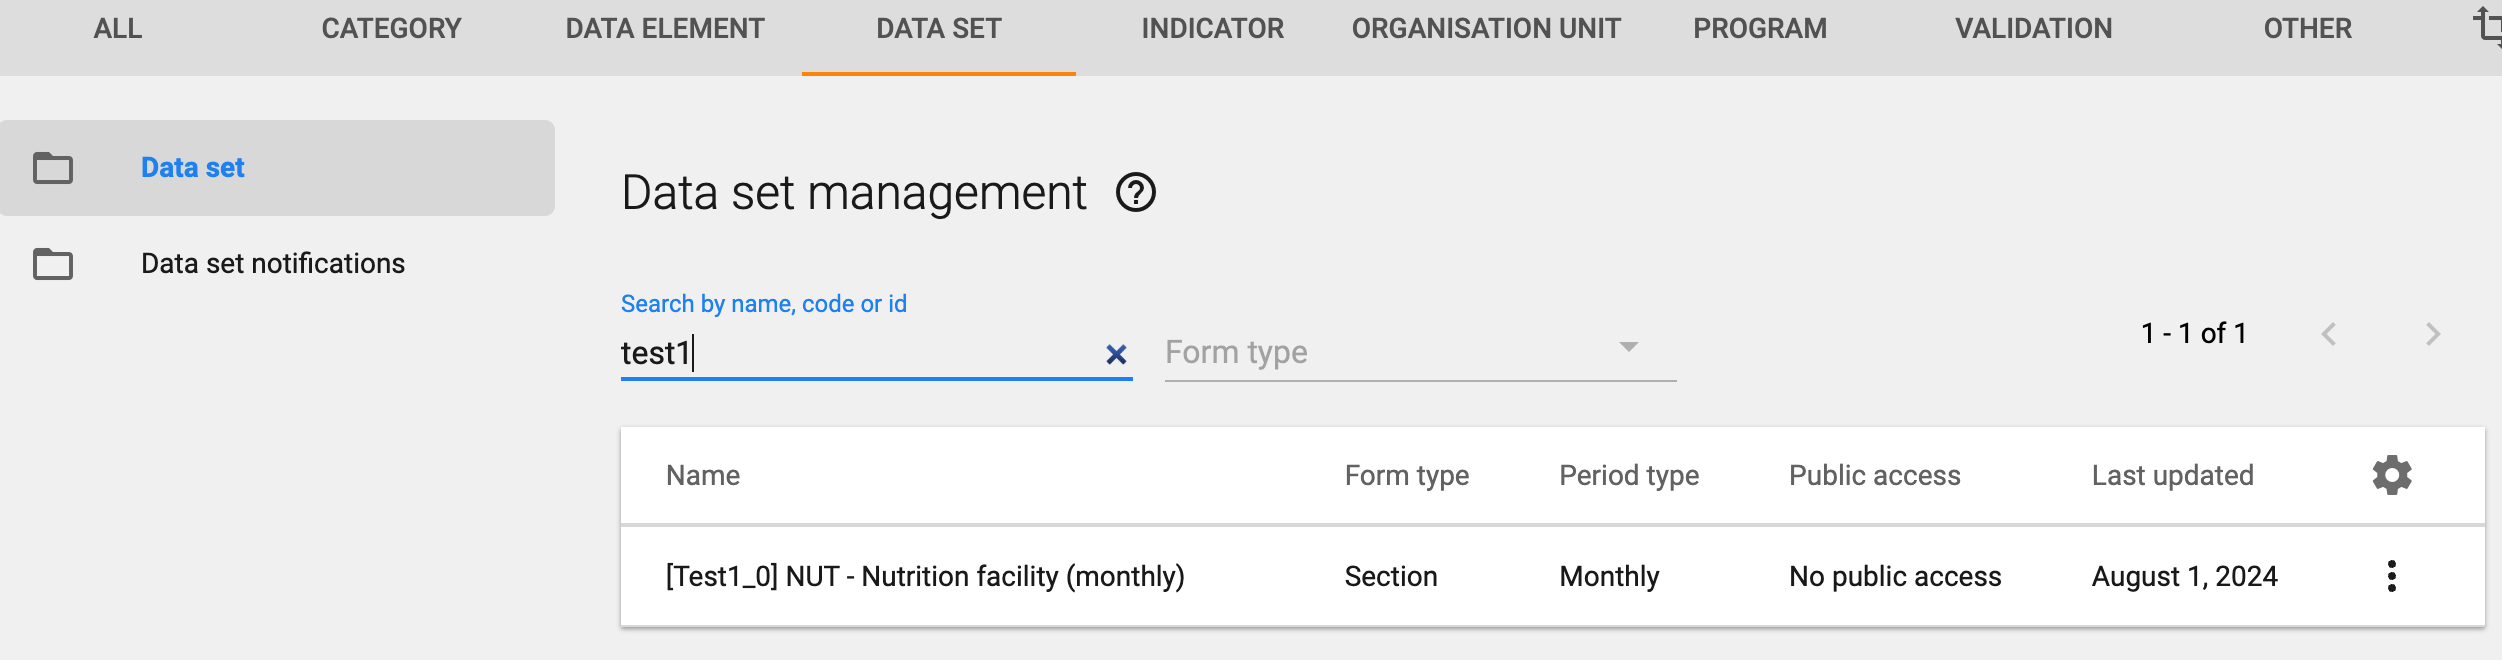 ALL CATEGORY DATA ELEMENT DATA SET INDICATOR ORGANISATION UNIT PROGRAM VALIDATION OTHER
Data set
Data set notifications
Data set management ?
Search by name, code or id
test1 Form type
1 - 1 of 1
Name Form type Period type Public access Last updated
[Test1_0] NUT - Nutrition facility (monthly) Section Monthly No public access August 1, 2024